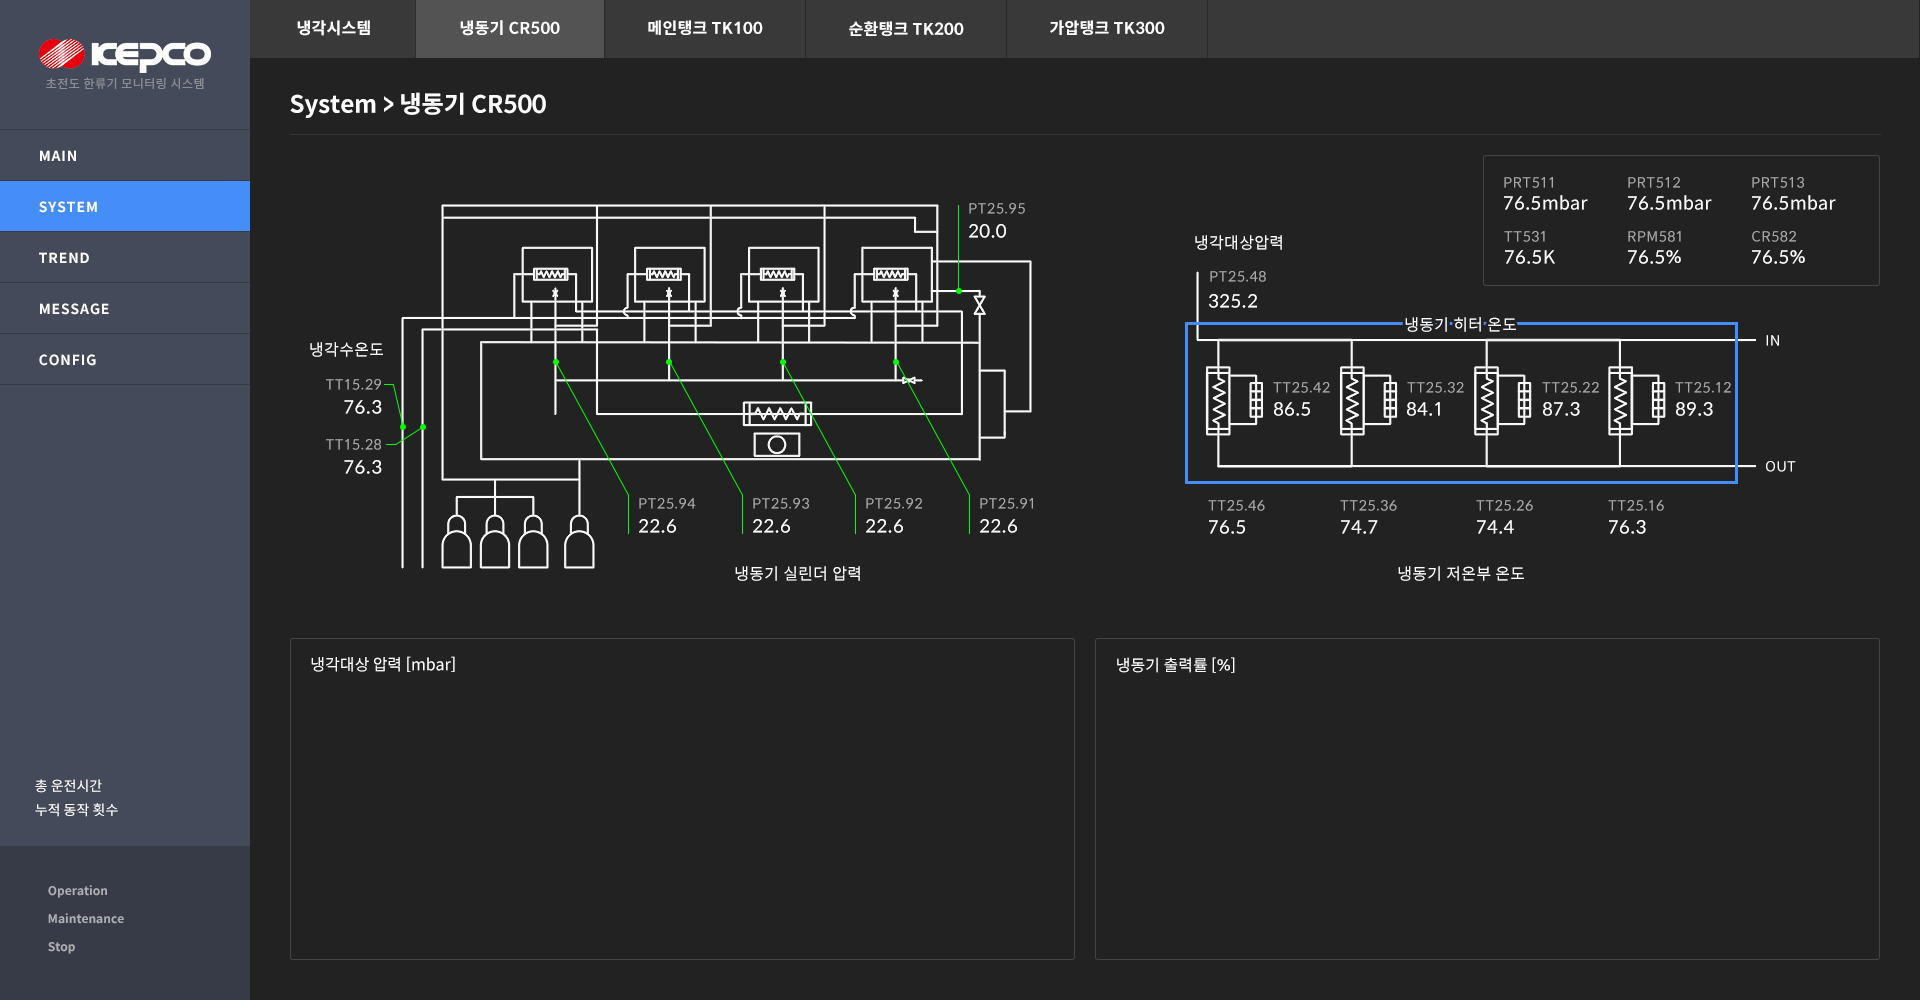 KEPCO
초전도 한류기 모니터링 시스템
MAIN
SYSTEM
TREND
MESSAGE
CONFIG
총 운전시간
누적 동작 횟수
Operation
Maintenance
Stop
냉각시스템
냉동기 CR500
메인탱크 TK100
순환탱크 TK200
가압탱크 TK300
System > 냉동기 CR500
PT25.95
20.0
냉각수온도
TT15.29
76.3
TT15.28
76.3
PT25.94
22.6
PT25.93
22.6
PT25.92
22.6
PT25.91
22.6
냉동기 실린더 압력
PRT511
76.5mbar
PRT512
76.5mbar
PRT513
76.5mbar
TT531
76.5K
RPM581
76.5%
CR582
76.5%
냉각대상압력
PT25.48
325.2
냉동기 히터 온도
IN
TT25.42
86.5
TT25.32
84.1
TT25.22
87.3
TT25.12
89.3
OUT
TT25.46
76.5
TT25.36
74.7
TT25.26
74.4
TT25.16
76.3
냉동기 저온부 온도
냉각대상 압력 [mbar]
냉동기 출력률 [%]